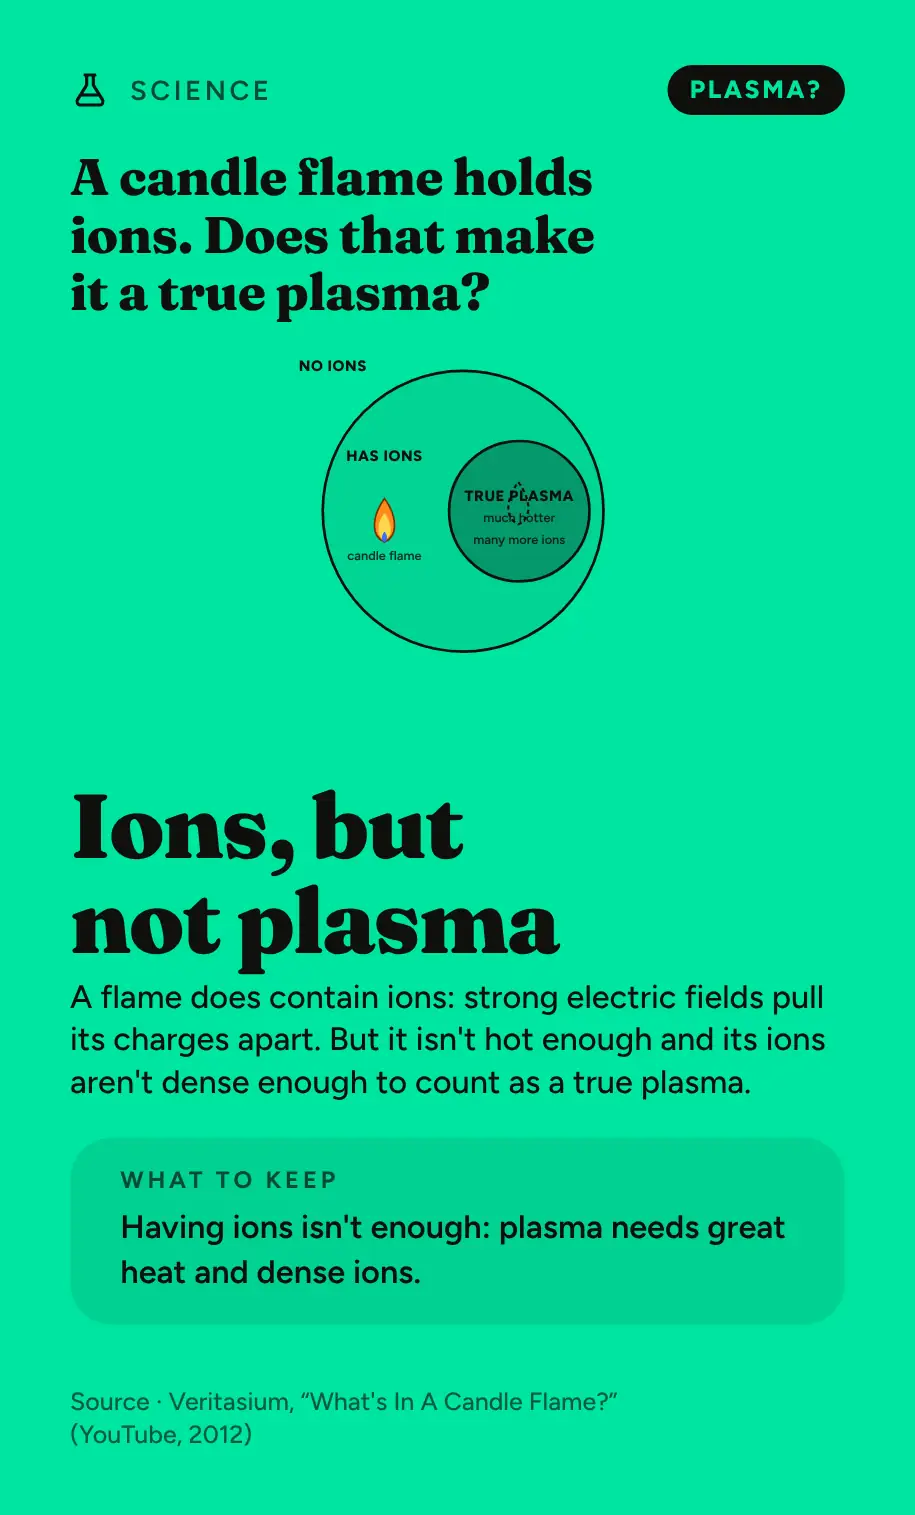 SCIENCE
PLASMA?
A candle flame holds
ions. Does that make
it a true plasma?
NO IONS
HAS IONS
TRUE PLASMA
much hotter
many more ions
candle flame
Ions, but
not plasma
A flame does contain ions: strong electric fields pull
its charges apart. But it isn't hot enough and its ions
aren't dense enough to count as a true plasma.
WHAT TO KEEP
Having ions isn't enough: plasma needs great
heat and dense ions.
Source · Veritasium, “What's In A Candle Flame?”
(YouTube, 2012)